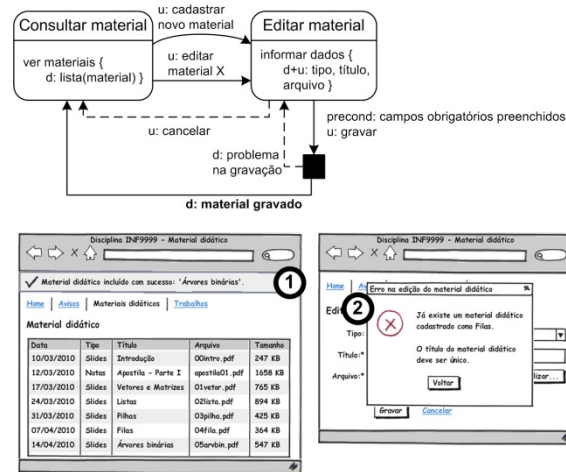 Consultar material
ver materiais {
d: lista(material) }
u: cadastrar
novo material
u: editar
material X
Editar material
informar dados {
d+u: tipo, título,
arquivo }
u: cancelar
precond: campos obrigatórios preenchidos
u: gravar
d: problema
na gravação
d: material gravado
Disciplina INF9999 - Material didático
Material didático incluído com sucesso: 'Árvores binárias'.
1
Home | Avisos | Materiais didáticos | Trabalhos
Material didático
Data Tipo Título Arquivo Tamanho
10/03/2010 Slides Introdução 00intro.pdf 247 KB
12/03/2010 Notas Apostila - Parte I apostila01.pdf 1658 KB
17/03/2010 Slides Vetores e Matrizes 01vetor.pdf 765 KB
24/03/2010 Slides Listas 02lista.pdf 894 KB
31/03/2010 Slides Pilhas 03pilha.pdf 425 KB
07/04/2010 Slides Filas 04fila.pdf 364 KB
14/04/2010 Slides Árvores binárias 05arvbin.pdf 547 KB
Disciplina INF9999 - Material didático
Home | Av
Erro na edição do material didático
2
Edi
Já existe um material didático
cadastrado como Filas.
Tipo:
O título do material didático
deve ser único.
Título:*
Arquivo:*
lizar...
Voltar
Gravar Cancelar